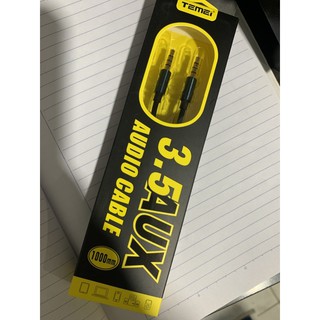 TEMEI
3.5AUX
AUDIO CABLE
1000mm